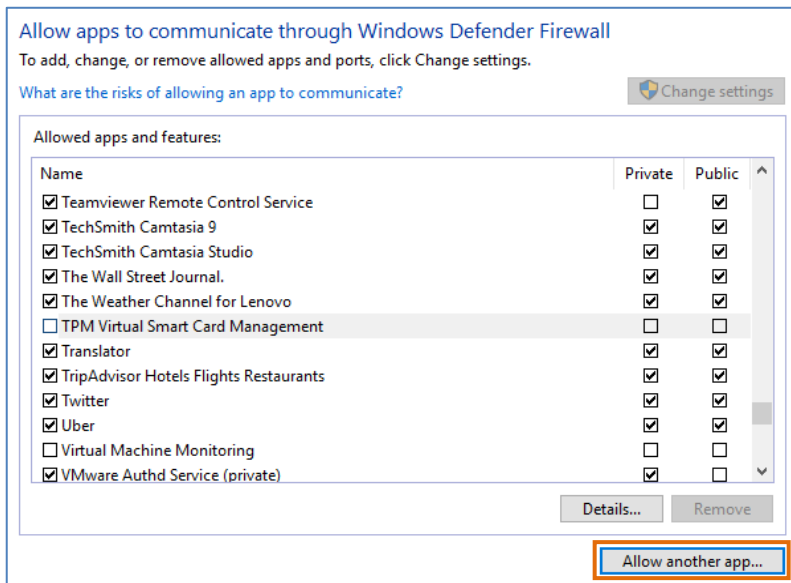 Allow apps to communicate through Windows Defender Firewall
To add, change, or remove allowed apps and ports, click Change settings.
What are the risks of allowing an app to communicate?
Change settings
Allowed apps and features:
Name Private Public
Teamviewer Remote Control Service
TechSmith Camtasia 9
TechSmith Camtasia Studio
The Wall Street Journal.
The Weather Channel for Lenovo
TPM Virtual Smart Card Management
Translator
TripAdvisor Hotels Flights Restaurants
Twitter
Uber
Virtual Machine Monitoring
VMware Authd Service (private)
Details... Remove
Allow another app...